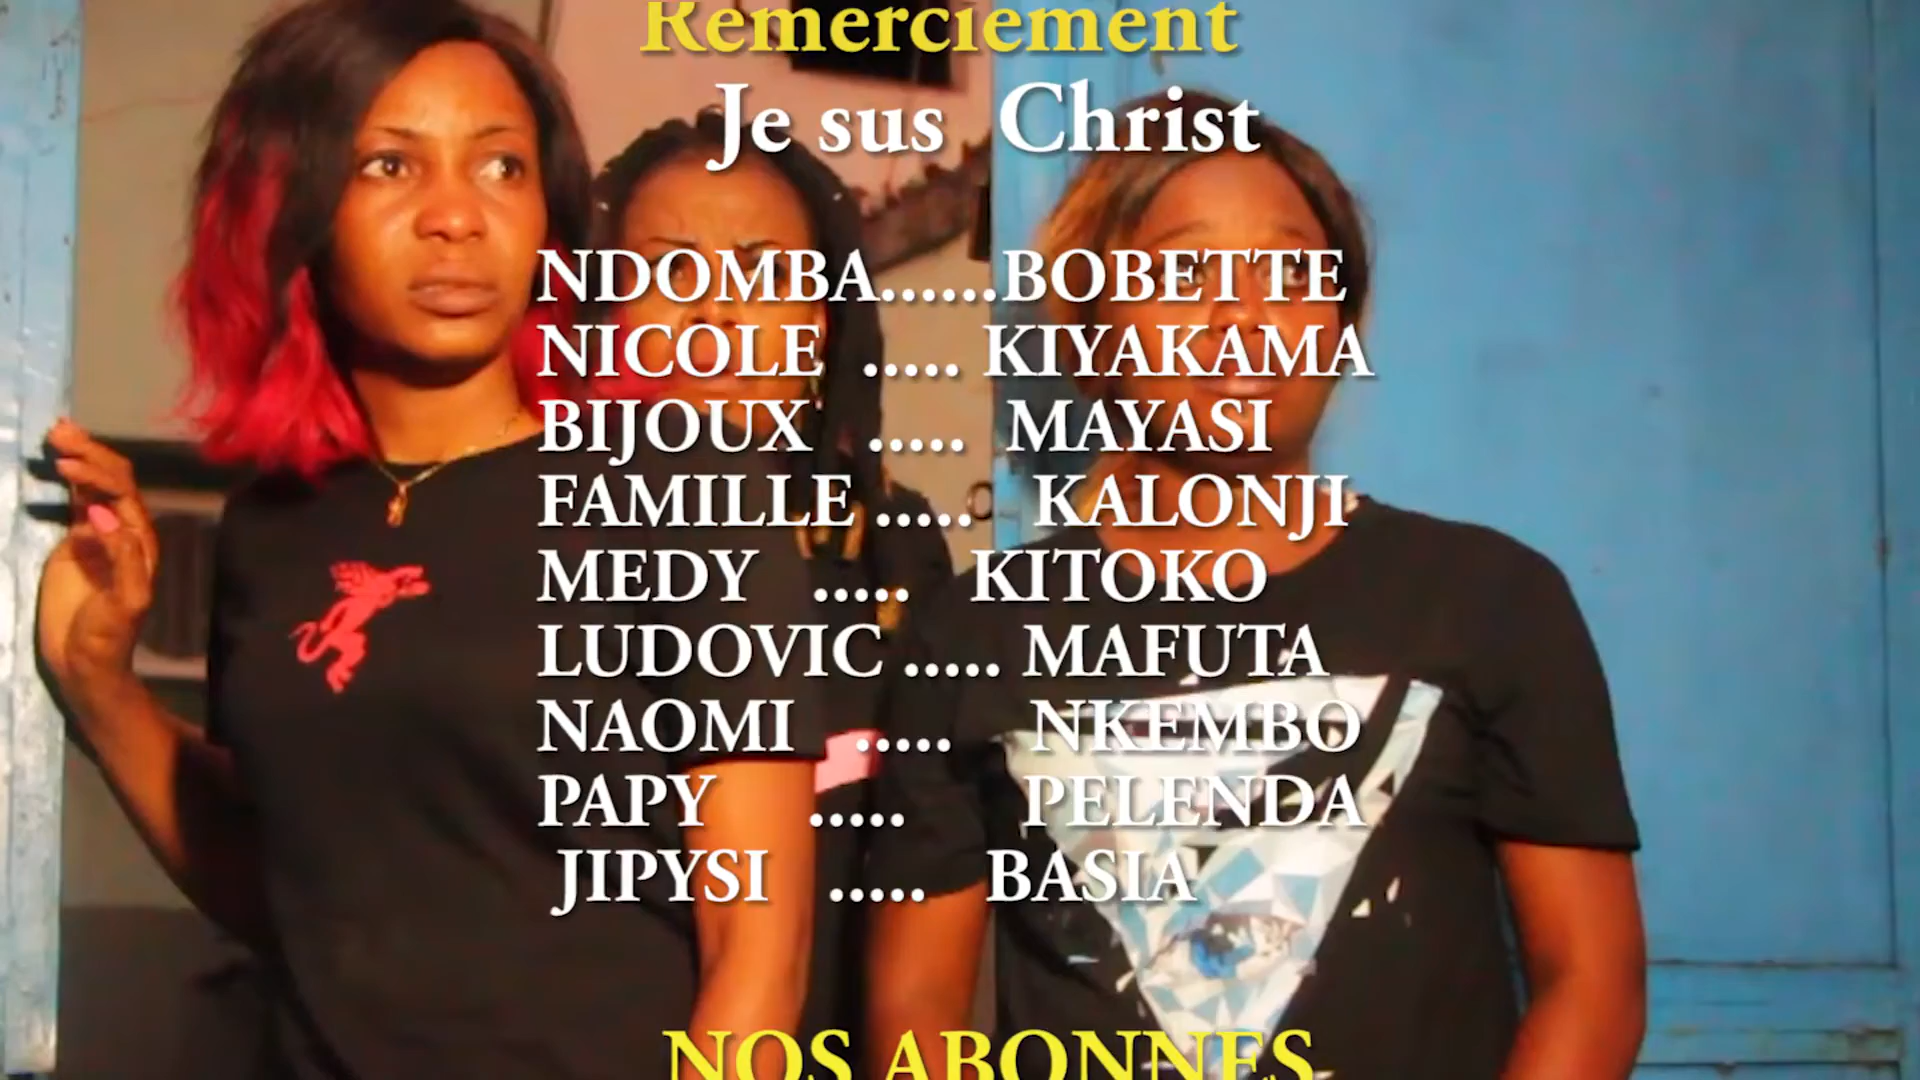 Remerciement
Je sus Christ
NDOMBA......BOBETTE
NICOLE ..... KIYAKAMA
BIJOUX ..... MAYASI
FAMILLE ..... KALONJI
MEDY ..... KITOKO
LUDOVIC ..... MAFUTA
NAOMI ..... NKEMBO
PAPY ..... PELENDA
JIPYSI ..... BASIA
NOS ABONNES